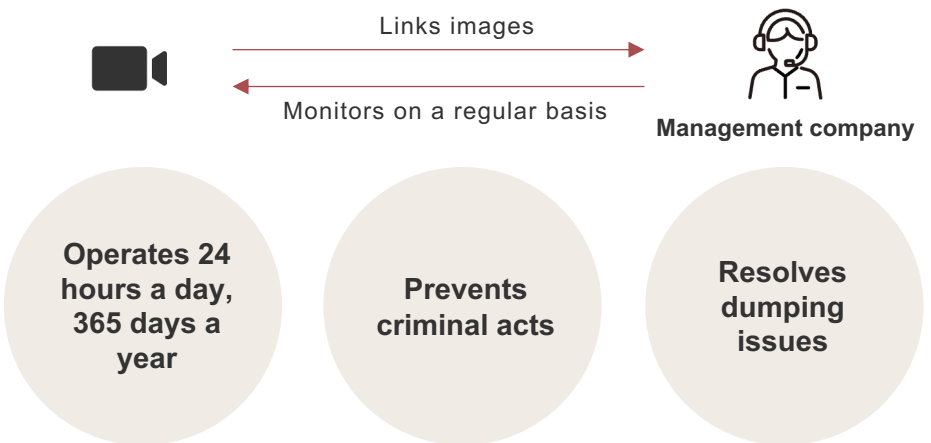 Links images
Monitors on a regular basis
Management company
Operates 24
hours a day,
365 days a
year
Prevents
criminal acts
Resolves
dumping
issues